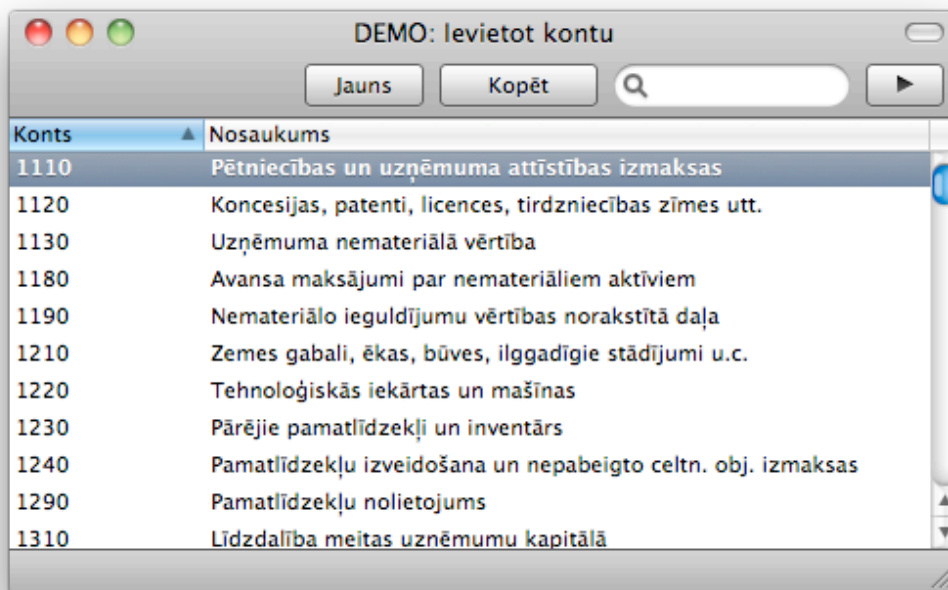 DEMO: Ievietot kontu
Jauns Kopēt
Konts Nosaukums
1110 Pētniecības un uzņēmuma attīstības izmaksas
1120 Koncesijas, patenti, licences, tirdzniecības zīmes utt.
1130 Uzņēmuma nemateriālā vērtība
1180 Avansa maksājumi par nemateriāliem aktīviem
1190 Nemateriālo ieguldījumu vērtības norakstītā daļa
1210 Zemes gabali, ēkas, būves, ilggadīgie stādījumi u.c.
1220 Tehnoloģiskās iekārtas un mašīnas
1230 Pārējie pamatlīdzekļi un inventārs
1240 Pamatlīdzekļu izveidošana un nepabeigto celtn. obj. izmaksas
1290 Pamatlīdzekļu nolietojums
1310 Līdzdalība meitas uzņēmumu kapitālā